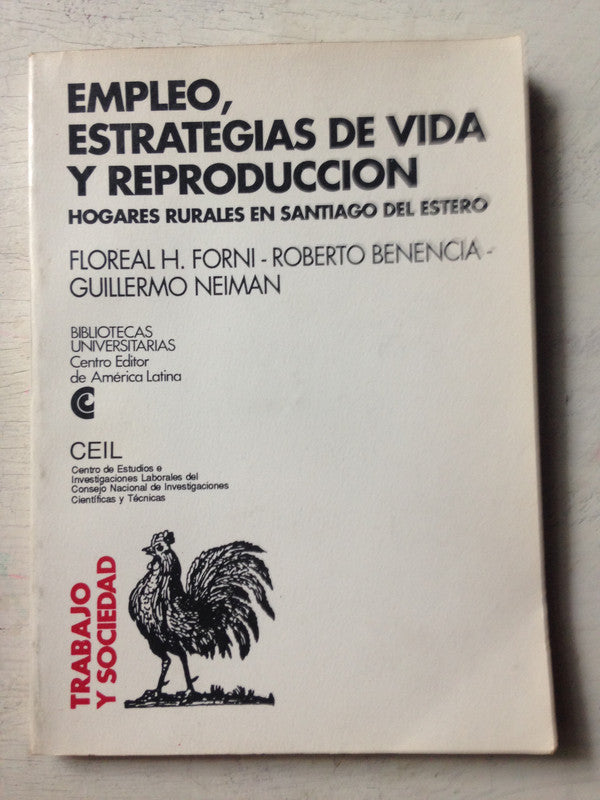 EMPLEO,
ESTRATEGIAS DE VIDA
Y REPRODUCCION
HOGARES RURALES EN SANTIAGO DEL ESTERO
FLOREAL H. FORNI - ROBERTO BENENCIA -
GUILLERMO NEIMAN
BIBLIOTECAS
UNIVERSITARIAS
Centro Editor
de América Latina
CEIL
Centro de Estudios e
Investigaciones Laborales del
Consejo Nacional de Investigaciones
Científicas y Técnicas
TRABAJO
Y SOCIEDAD